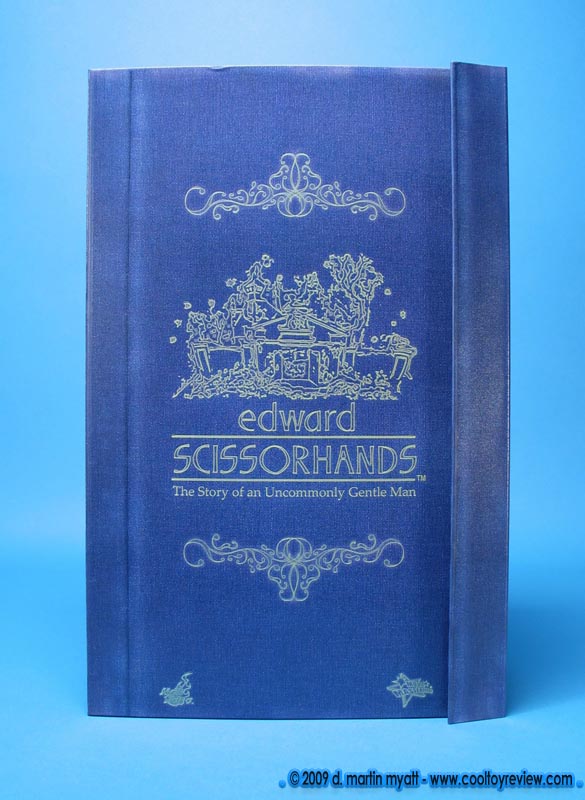 edward
SCISSORHANDS™
The Story of an Uncommonly Gentle Man
© 2009 d. martin myatt - www.cooltoyreview.com